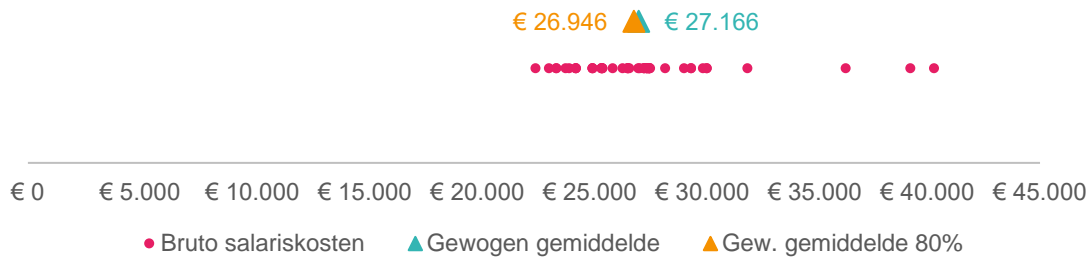 € 26.946 € 27.166
€ 0 € 5.000 € 10.000 € 15.000 € 20.000 € 25.000 € 30.000 € 35.000 € 40.000 € 45.000
Bruto salariskosten Gewogen gemiddelde Gew. gemiddelde 80%